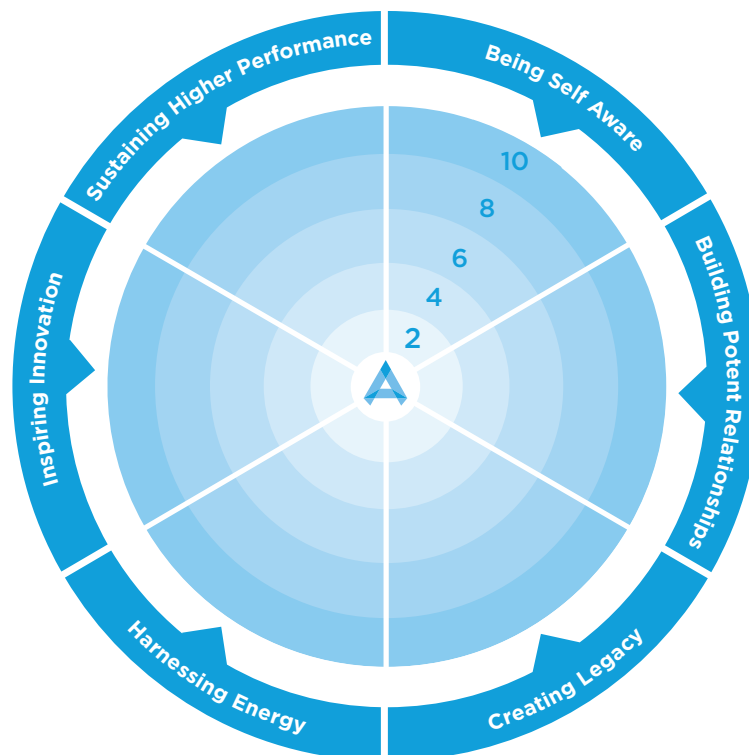 Sustaining Higher Performance
Being Self Aware
10
8
6
4
2
Building Potent Relationships
Inspiring Innovation
Harnessing Energy
Creating Legacy